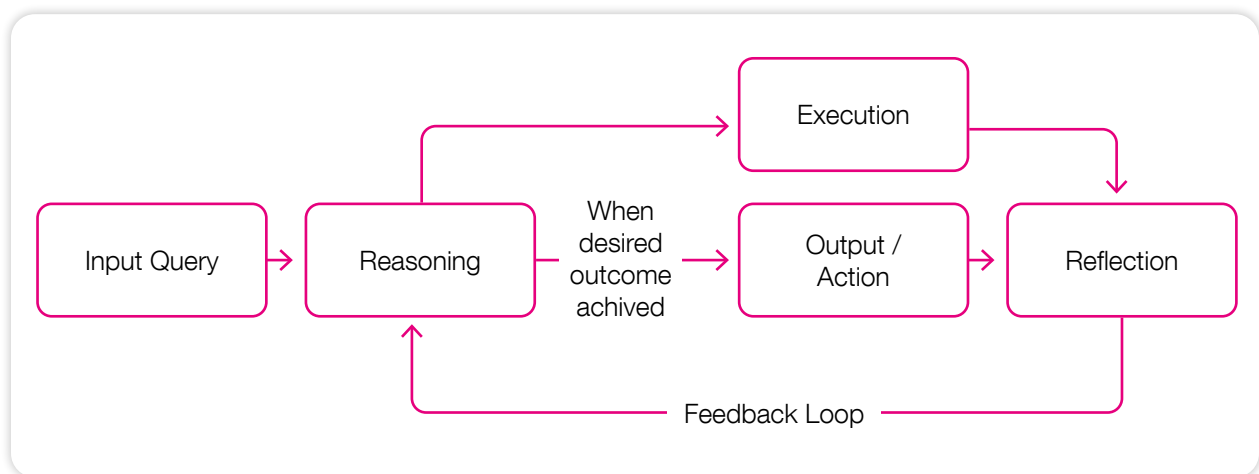 Execution
Input Query
Reasoning
When
desired
outcome
achived
Output /
Action
Reflection
Feedback Loop